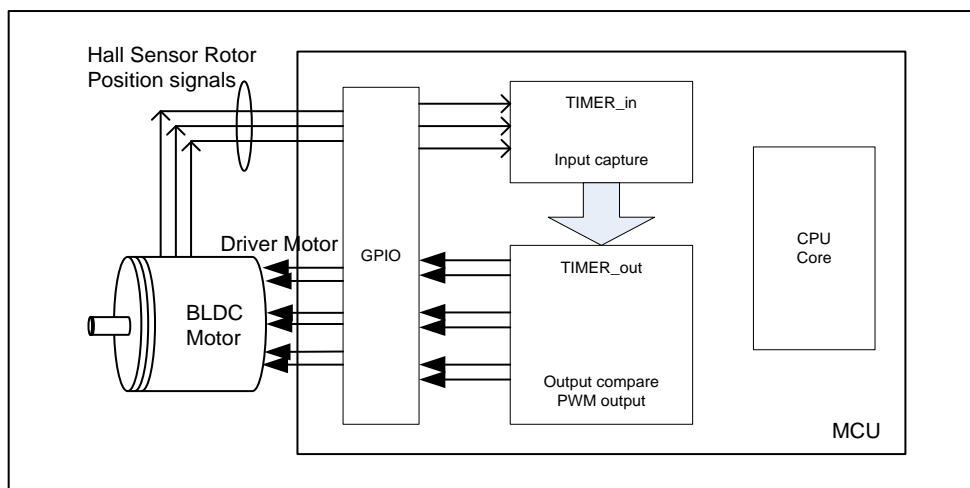 Hall Sensor Rotor
Position signals
TIMER_in
Input capture
CPU
Core
Driver Motor
GPIO
TIMER_out
BLDC
Motor
Output compare
PWM output
MCU